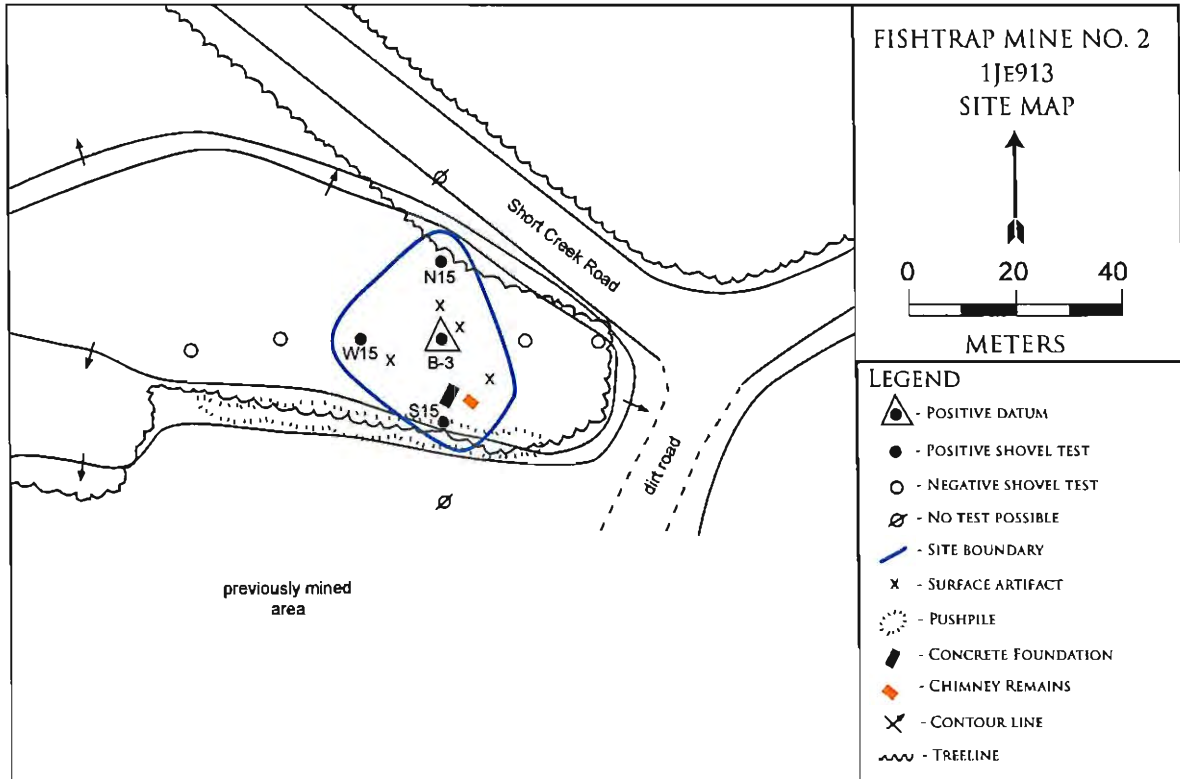 FISHTRAP MINE NO. 2
1JE913
SITE MAP
0 20 40
METERS
LEGEND
- POSITIVE DATUM
- POSITIVE SHOVEL TEST
- NEGATIVE SHOVEL TEST
- NO TEST POSSIBLE
- SITE BOUNDARY
x - SURFACE ARTIFACT
- PUSHPILE
- CONCRETE FOUNDATION
- CHIMNEY REMAINS
- CONTOUR LINE
- TREELINE
Short Creek Road
N15
W15
B-3
S15
dirt road
previously mined
area